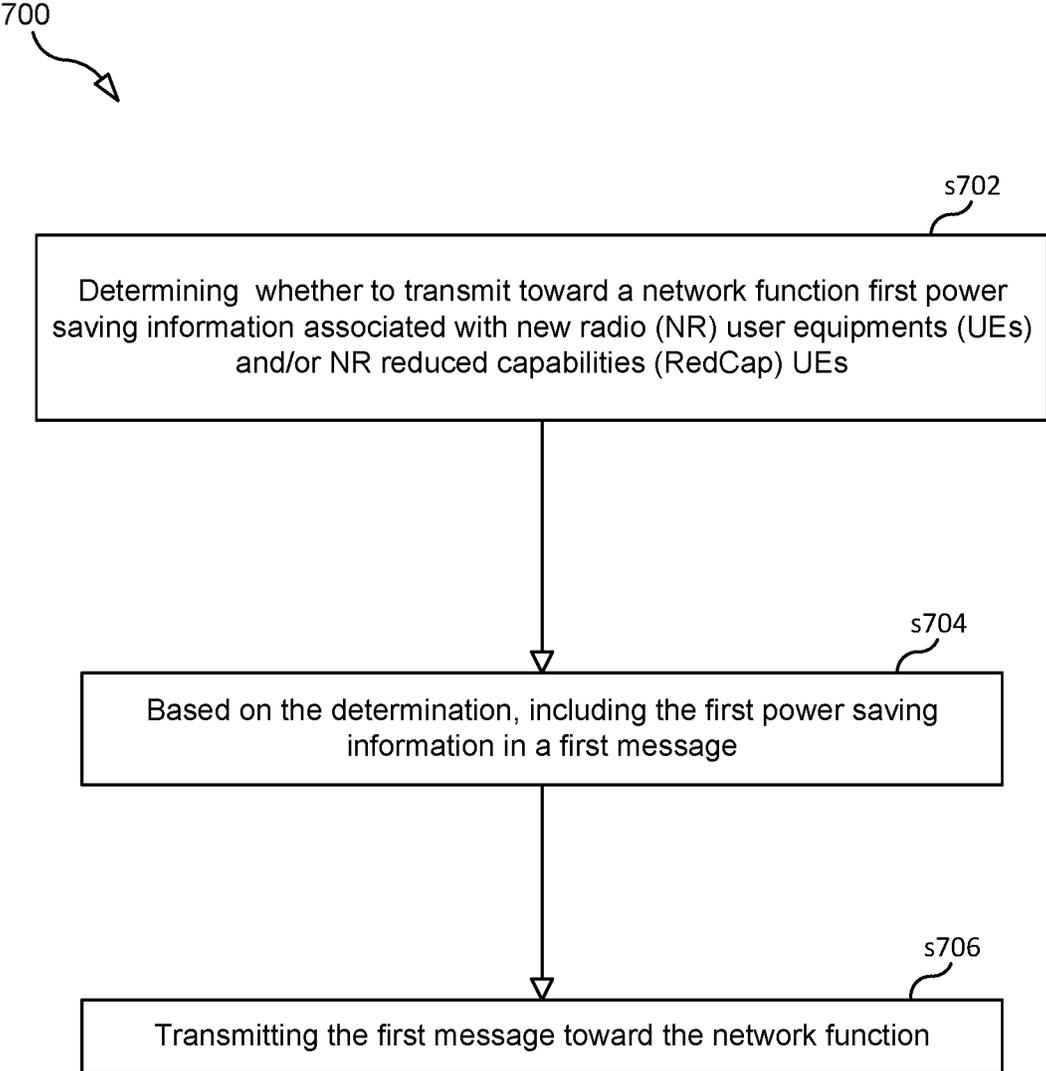 700
s702
Determining whether to transmit toward a network function first power
saving information associated with new radio (NR) user equipments (UEs)
and/or NR reduced capabilities (RedCap) UEs
s704
Based on the determination, including the first power saving
information in a first message
s706
Transmitting the first message toward the network function